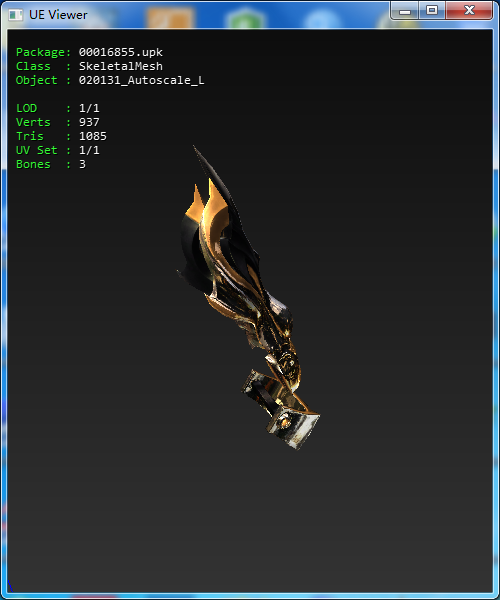 UE Viewer
Package: 00016855.upk
Class : SkeletalMesh
Object : 020131_Autoscale_L
LOD : 1/1
Verts : 937
Tris : 1085
UV Set : 1/1
Bones : 3